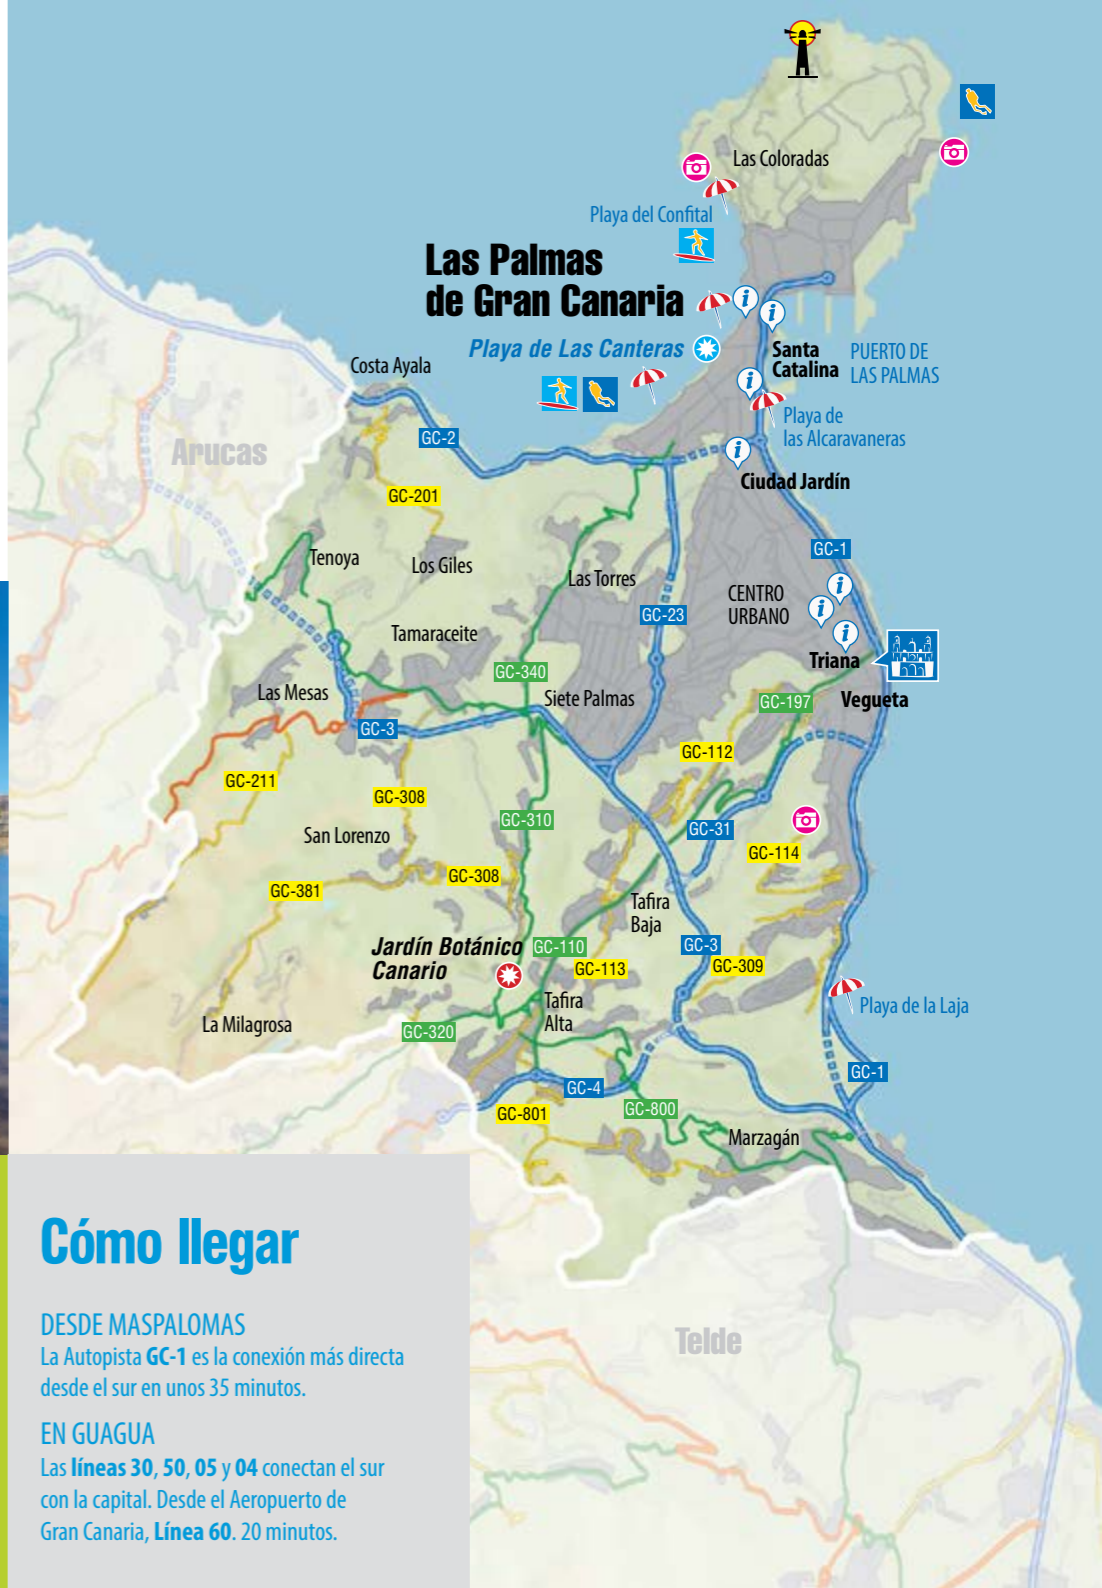 Las Coloradas
Playa del Confital
Las Palmas
de Gran Canaria
Playa de Las Canteras
Santa
Catalina
PUERTO DE
LAS PALMAS
Costa Ayala
Playa de
las Alcaravaneras
Arucas
GC-2
Ciudad Jardín
GC-201
GC-1
Tenoya
Los Giles
Las Torres
CENTRO
URBANO
GC-23
Tamaraceite
Triana
GC-340
Las Mesas
Siete Palmas
GC-197
Vegueta
GC-3
GC-112
GC-211
GC-308
GC-310
GC-31
San Lorenzo
GC-114
GC-308
GC-381
Tafira
Baja
Jardín Botánico
Canario
GC-110
GC-3
GC-113
GC-309
Tafira
Alta
Playa de la Laja
La Milagrosa
GC-320
GC-1
GC-4
GC-801
GC-800
Marzagán
Telde
Cómo llegar
DESDE MASPALOMAS
La Autopista GC-1 es la conexión más directa
desde el sur en unos 35 minutos.
EN GUAGUA
Las líneas 30, 50, 05 y 04 conectan el sur
con la capital. Desde el Aeropuerto de
Gran Canaria, Línea 60. 20 minutos.